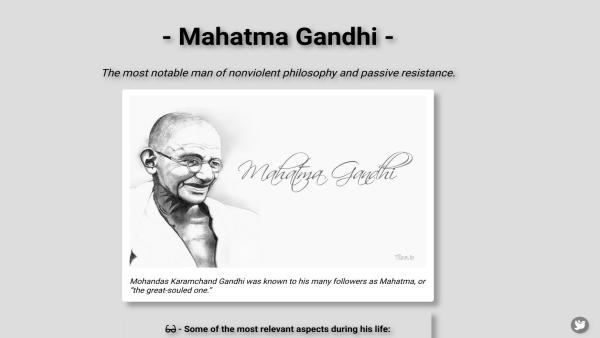 - Mahatma Gandhi -
The most notable man of nonviolent philosophy and passive resistance.
Mahatma Gandhi
Mohandas Karamchand Gandhi was known to his many followers as Mahatma, or
"the great-souled one."
- Some of the most relevant aspects during his life: